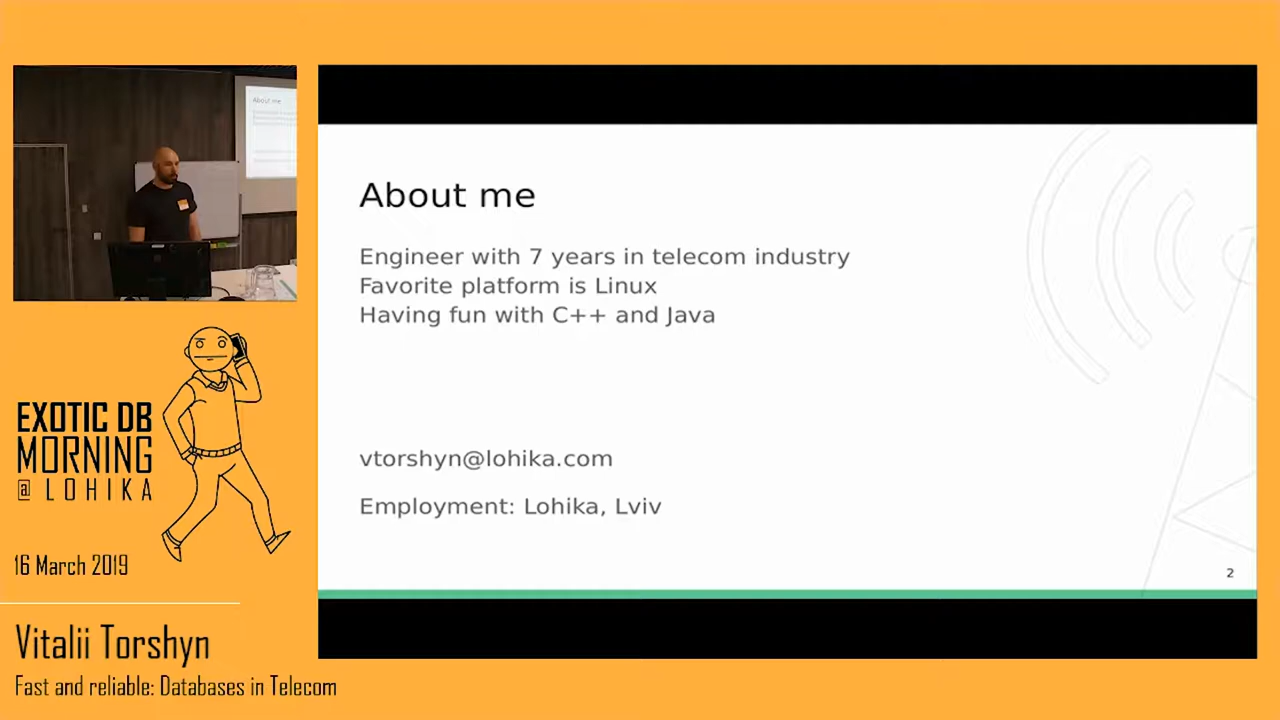 About me
EXOTIC DB
MORNING
@ LOHIKA
16 March 2019
Vitalii Torshyn
Fast and reliable: Databases in Telecom
About me
Engineer with 7 years in telecom industry
Favorite platform is Linux
Having fun with C++ and Java
vtorshyn@lohika.com
Employment: Lohika, Lviv
2